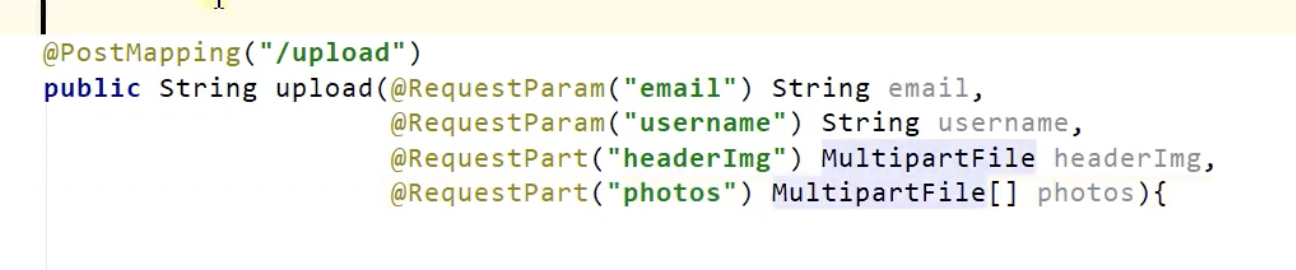 @PostMapping("/upload")
public String upload(@RequestParam("email") String email,
@RequestParam("username") String username,
@RequestPart("headerImg") MultipartFile headerImg,
@RequestPart("photos") MultipartFile[] photos){